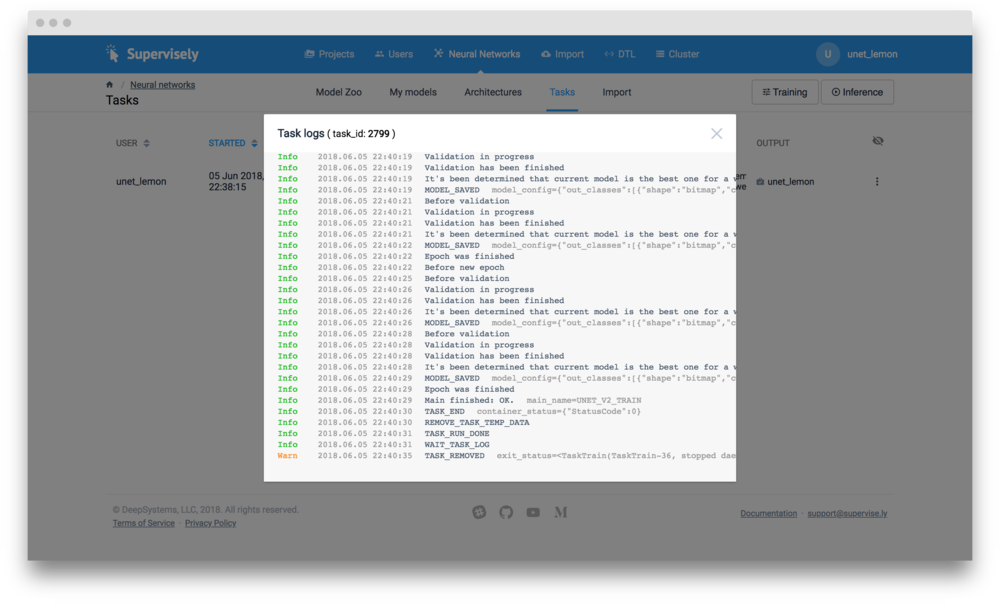 Supervisely
Projects Users Neural Networks Import DTL Cluster U unet_lemon
/ Neural networks
Tasks
Model Zoo My models Architectures Tasks Import Training Inference
USER STARTED OUTPUT
unet_lemon 05 Jun 2018, 22:38:15 unet_lemon
Task logs ( task_id: 2799 )
Info 2018.06.05 22:40:19 Validation in progress
Info 2018.06.05 22:40:19 Validation has been finished
Info 2018.06.05 22:40:19 It's been determined that current model is the best one for a
Info 2018.06.05 22:40:19 MODEL_SAVED model_config={"out_classes":[{"shape":"bitmap","c
Info 2018.06.05 22:40:21 Before validation
Info 2018.06.05 22:40:21 Validation in progress
Info 2018.06.05 22:40:21 Validation has been finished
Info 2018.06.05 22:40:21 It's been determined that current model is the best one for a
Info 2018.06.05 22:40:22 MODEL_SAVED model_config={"out_classes":[{"shape":"bitmap","c
Info 2018.06.05 22:40:22 Epoch was finished
Info 2018.06.05 22:40:22 Before new epoch
Info 2018.06.05 22:40:25 Before validation
Info 2018.06.05 22:40:26 Validation in progress
Info 2018.06.05 22:40:26 Validation has been finished
Info 2018.06.05 22:40:26 It's been determined that current model is the best one for a
Info 2018.06.05 22:40:26 MODEL_SAVED model_config={"out_classes":[{"shape":"bitmap","c
Info 2018.06.05 22:40:28 Before validation
Info 2018.06.05 22:40:28 Validation in progress
Info 2018.06.05 22:40:28 Validation has been finished
Info 2018.06.05 22:40:28 It's been determined that current model is the best one for a
Info 2018.06.05 22:40:29 MODEL_SAVED model_config={"out_classes":[{"shape":"bitmap","c
Info 2018.06.05 22:40:29 Epoch was finished
Info 2018.06.05 22:40:29 Main finished: OK. main_name=UNET_V2_TRAIN
Info 2018.06.05 22:40:30 TASK_END container_status={"StatusCode":0}
Info 2018.06.05 22:40:30 REMOVE_TASK_TEMP_DATA
Info 2018.06.05 22:40:31 TASK_RUN_DONE
Info 2018.06.05 22:40:31 WAIT_TASK_LOG
Warn 2018.06.05 22:40:35 TASK_REMOVED exit_status=<TaskTrain(TaskTrain-36, stopped dae
© DeepSystems, LLC, 2018. All rights reserved.
Terms of Service · Privacy Policy
Documentation · support@supervise.ly